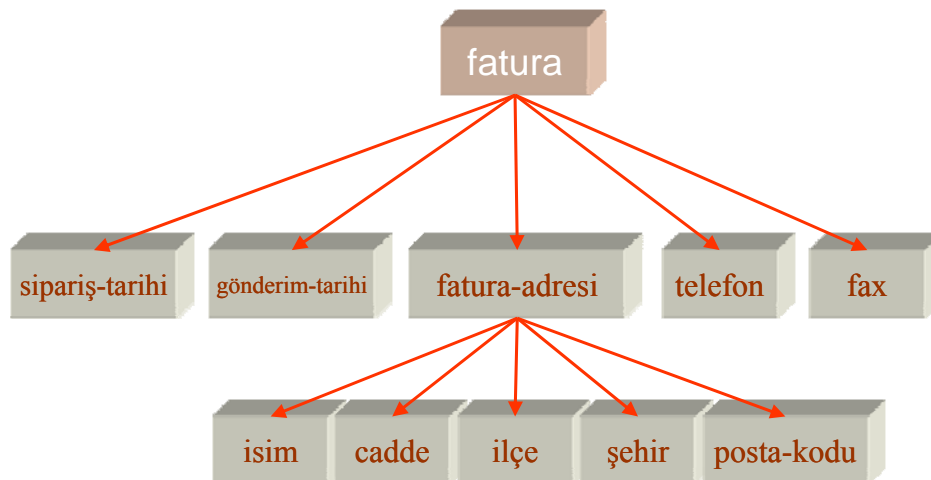 fatura
sipariş-tarihi
gönderim-tarihi
fatura-adresi
telefon
fax
isim
cadde
ilçe
şehir
posta-kodu